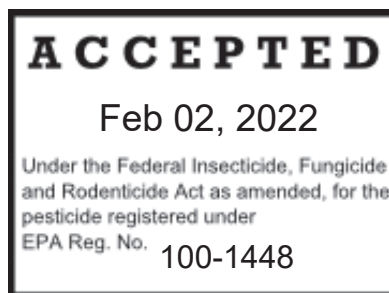 ACCEPTED
Feb 02, 2022
Under the Federal Insecticide, Fungicide
and Rodenticide Act as amended, for the
pesticide registered under
EPA Reg. No. 100-1448